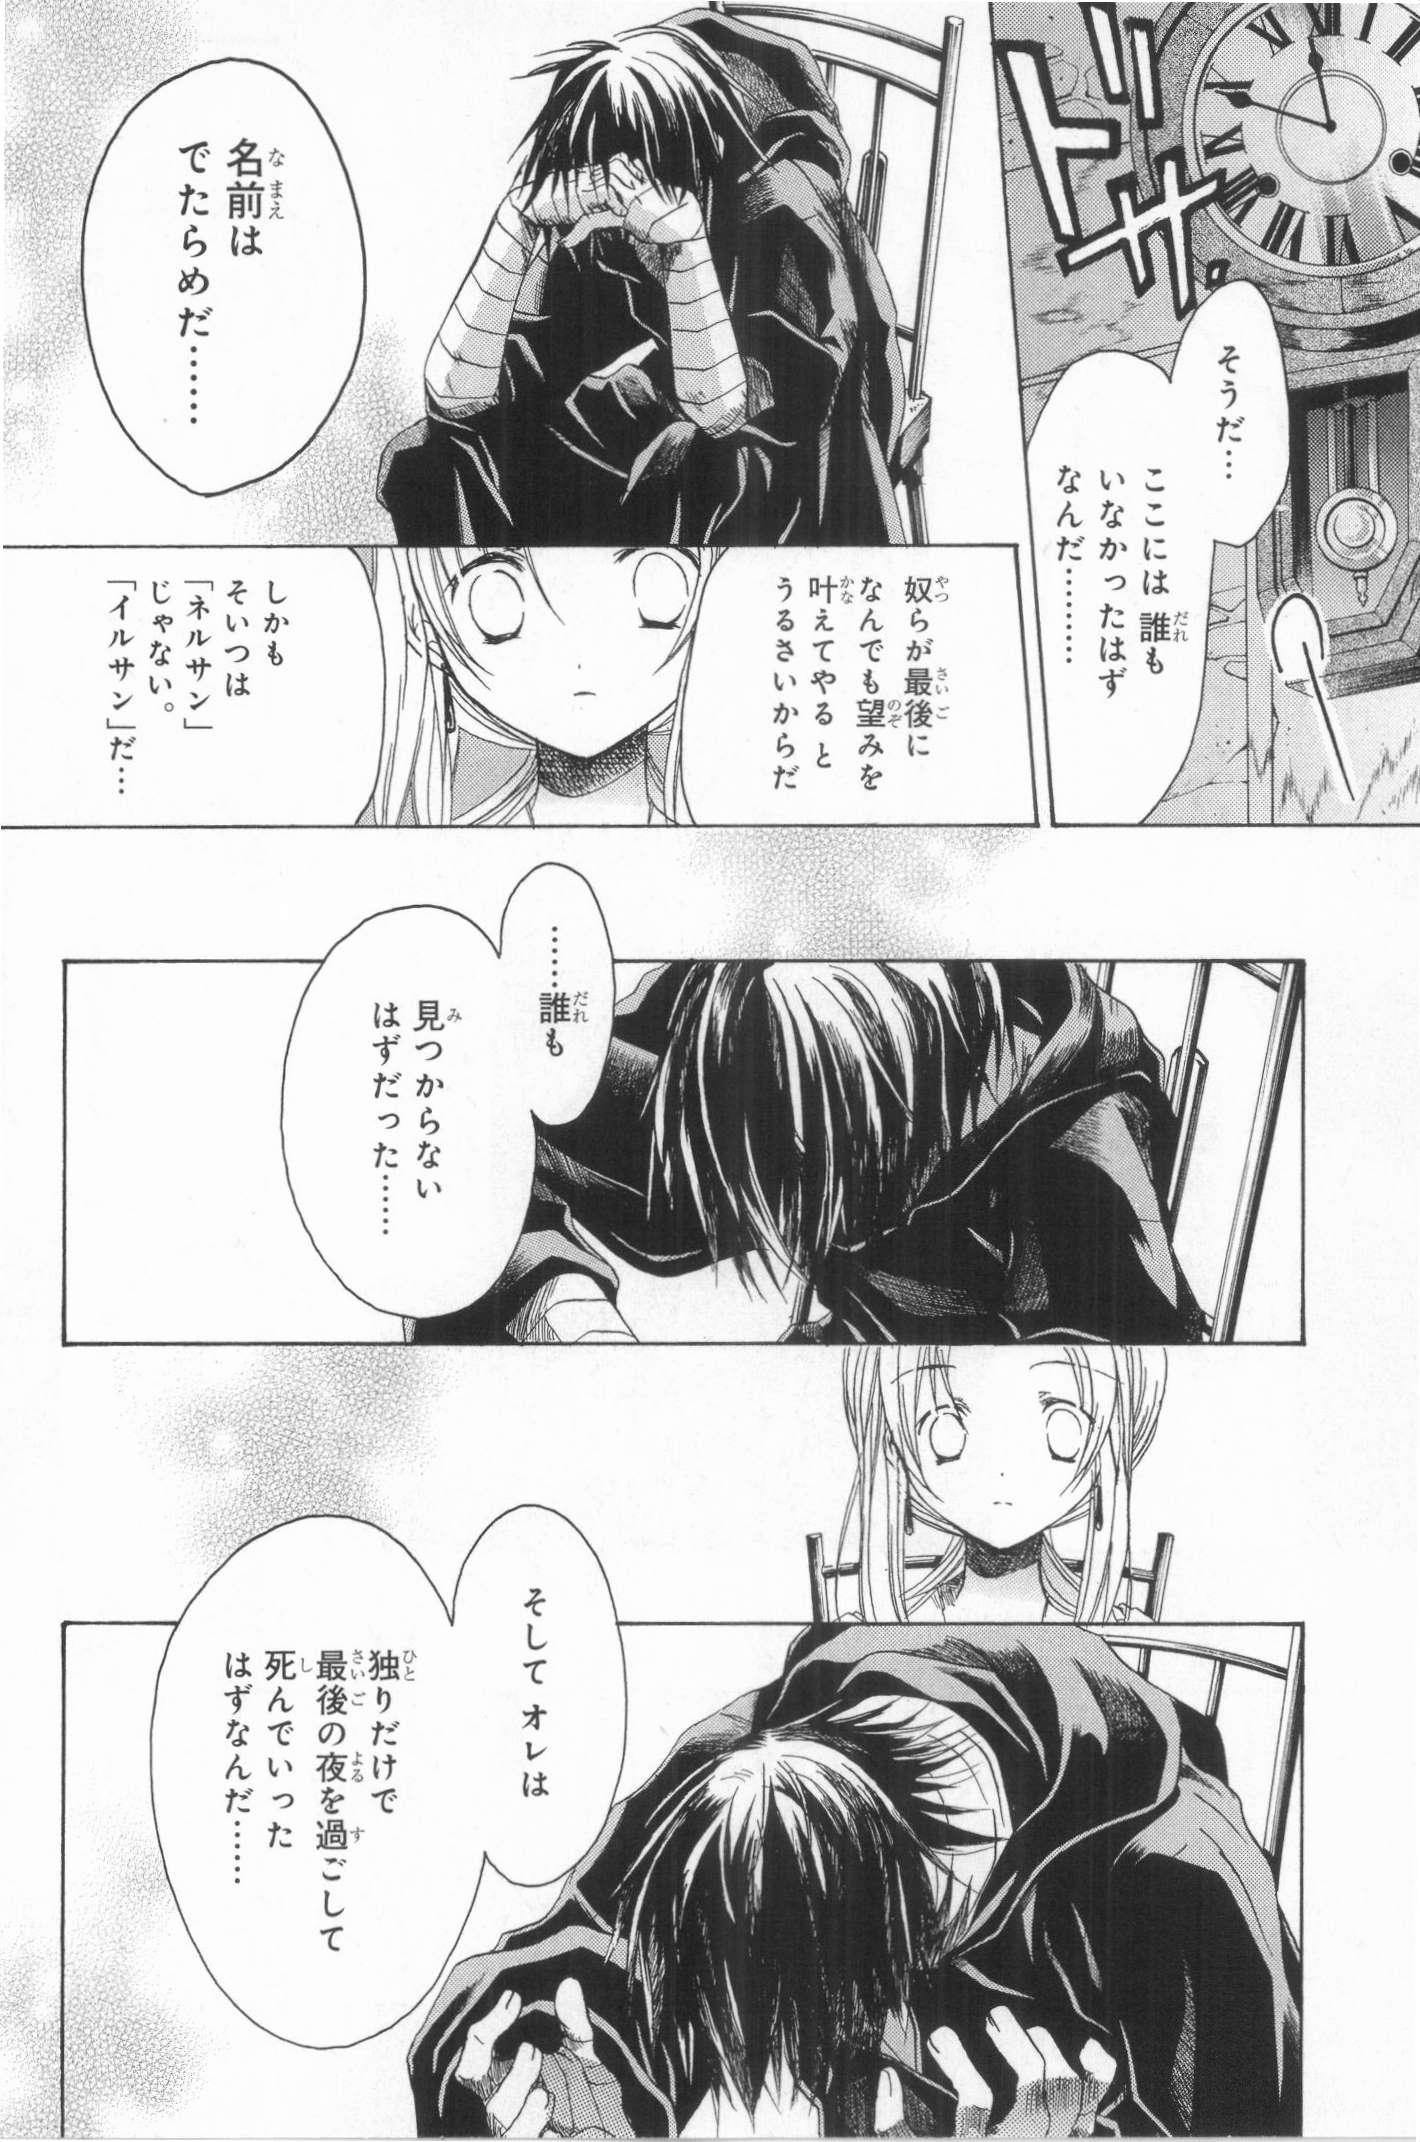 ドキン
ドキン
そうだ…
ここには誰も
いなかったはず
なんだ………
名前は
でたらめだ……
奴らが最後に
なんでも望みを
叶えてやると
うるさいからだ
しかも
そいつは
「ネルサン」
じゃない。
「イルサン」だ…
……誰も
見つからない
はずだった……
そして オレは
独りだけで
最後の夜を過ごして
死んでいった
はずなんだ……